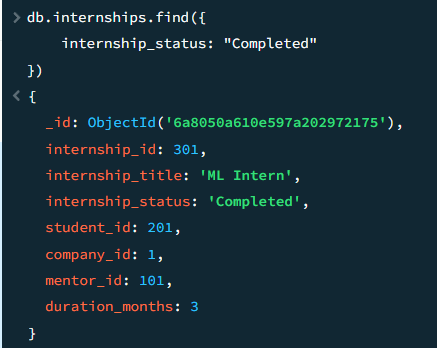 > db.internships.find({
    internship_status: "Completed"
})
< {
  _id: ObjectId('6a8050a610e597a202972175'),
  internship_id: 301,
  internship_title: 'ML Intern',
  internship_status: 'Completed',
  student_id: 201,
  company_id: 1,
  mentor_id: 101,
  duration_months: 3
}